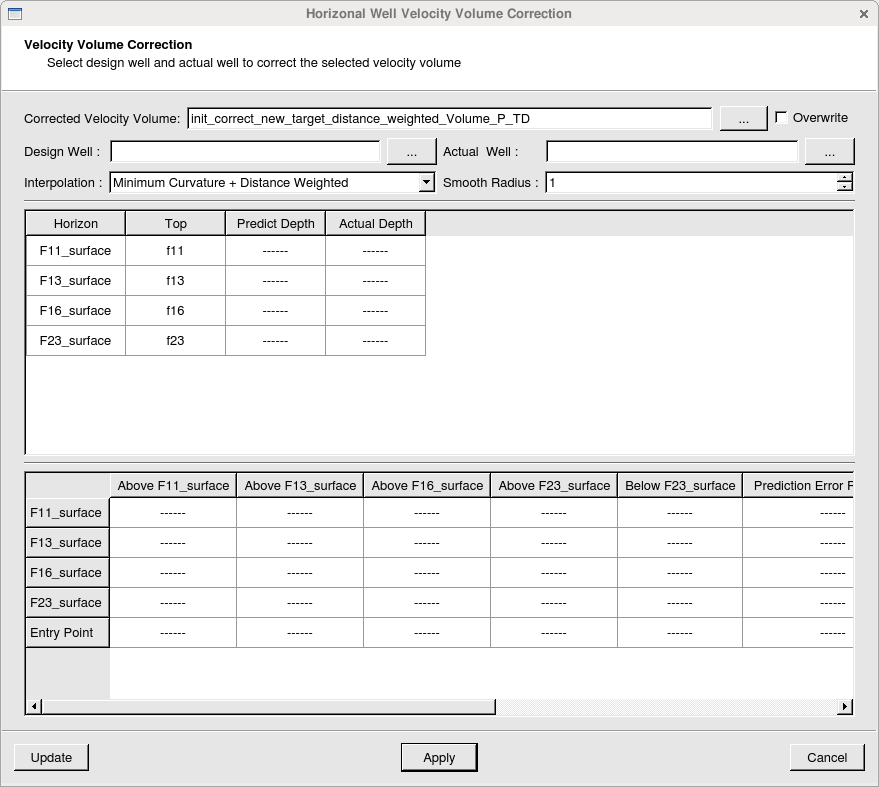 Horizonal Well Velocity Volume Correction
Velocity Volume Correction
Select design well and actual well to correct the selected velocity volume
Corrected Velocity Volume: init_correct_new_target_distance_weighted_Volume_P_TD ... Overwrite
Design Well : ... Actual Well : ...
Interpolation : Minimum Curvature + Distance Weighted Smooth Radius : 1
Horizon Top Predict Depth Actual Depth
F11_surface f11 ------ ------
F13_surface f13 ------ ------
F16_surface f16 ------ ------
F23_surface f23 ------ ------
Above F11_surface Above F13_surface Above F16_surface Above F23_surface Below F23_surface Prediction Error F
F11_surface ------ ------ ------ ------ ------ ------
F13_surface ------ ------ ------ ------ ------ ------
F16_surface ------ ------ ------ ------ ------ ------
F23_surface ------ ------ ------ ------ ------ ------
Entry Point ------ ------ ------ ------ ------ ------
Update Apply Cancel